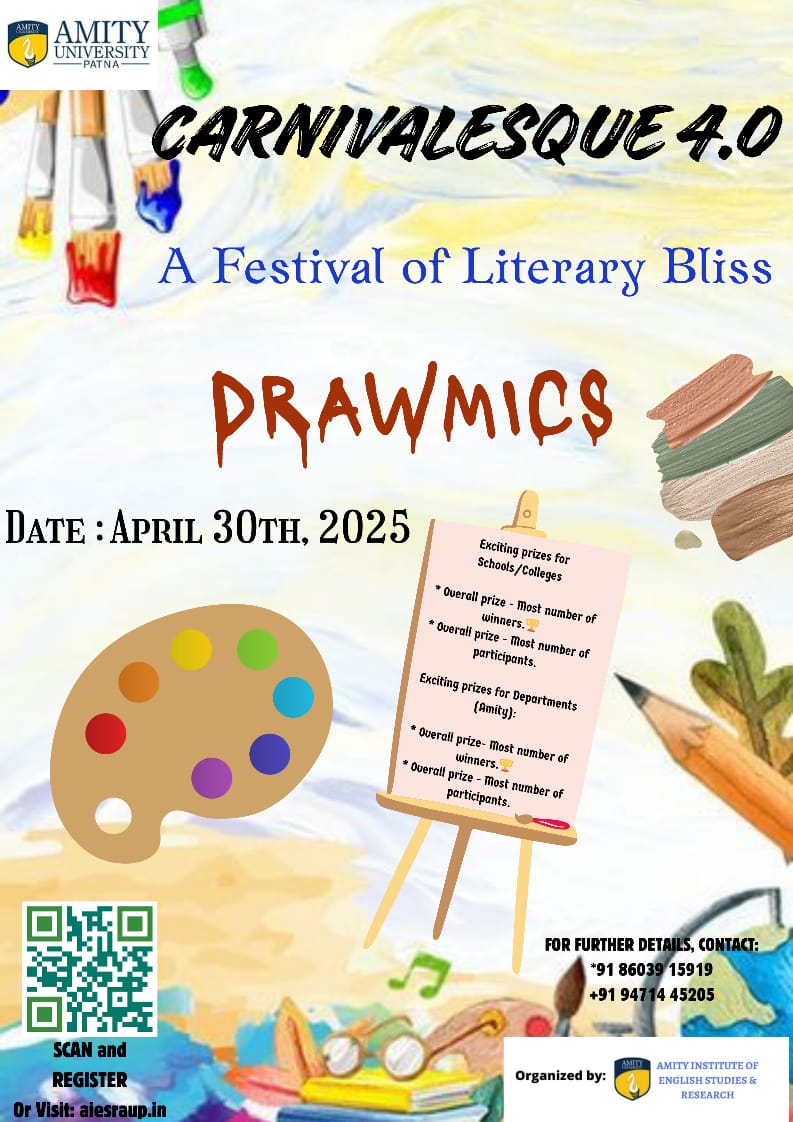 AMITY
UNIVERSITY
PATNA
CARNIVALESQUE 4.0
A Festival of Literary Bliss
DRAWMICS
DATE : APRIL 30TH, 2025
Exciting prizes for
Schools/Colleges
* Overall prize - Most number of
winners.🏆
* Overall prize - Most number of
participants.
Exciting prizes for Departments
(Amity):
* Overall prize- Most number of
winners.🏆
* Overall prize - Most number of
participants.
SCAN and
REGISTER
Or Visit: aiesraup.in
FOR FURTHER DETAILS, CONTACT:
*91 86039 15919
+91 94714 45205
Organized by:
AMITY
AMITY INSTITUTE OF
ENGLISH STUDIES &
RESEARCH